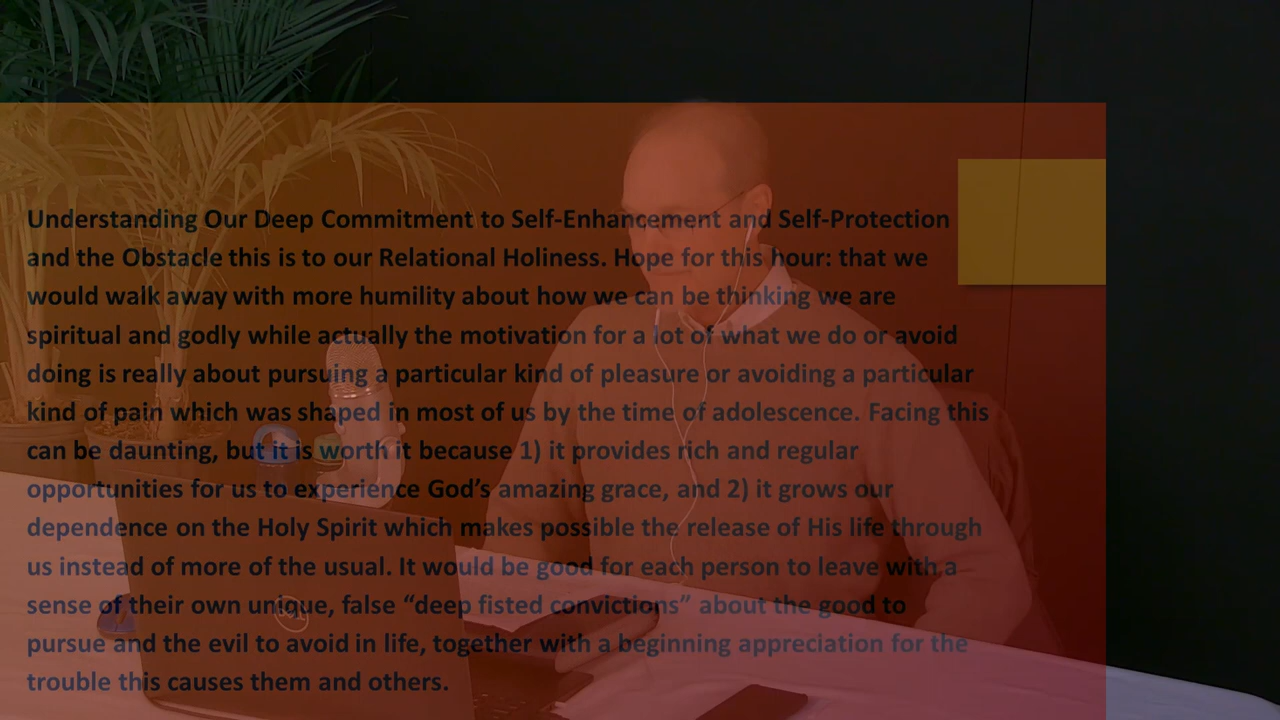 Understanding Our Deep Commitment to Self-Enhancement and Self-Protection
and the Obstacle this is to our Relational Holiness. Hope for this hour: that we
would walk away with more humility about how we can be thinking we are
spiritual and godly while actually the motivation for a lot of what we do or avoid
doing is really about pursuing a particular kind of pleasure or avoiding a particular
kind of pain which was shaped in most of us by the time of adolescence. Facing this
can be daunting, but it is worth it because 1) it provides rich and regular
opportunities for us to experience God’s amazing grace, and 2) it grows our
dependence on the Holy Spirit which makes possible the release of His life through
us instead of more of the usual. It would be good for each person to leave with a
sense of their own unique, false “deep fisted convictions” about the good to
pursue and the evil to avoid in life, together with a beginning appreciation for the
trouble this causes them and others.